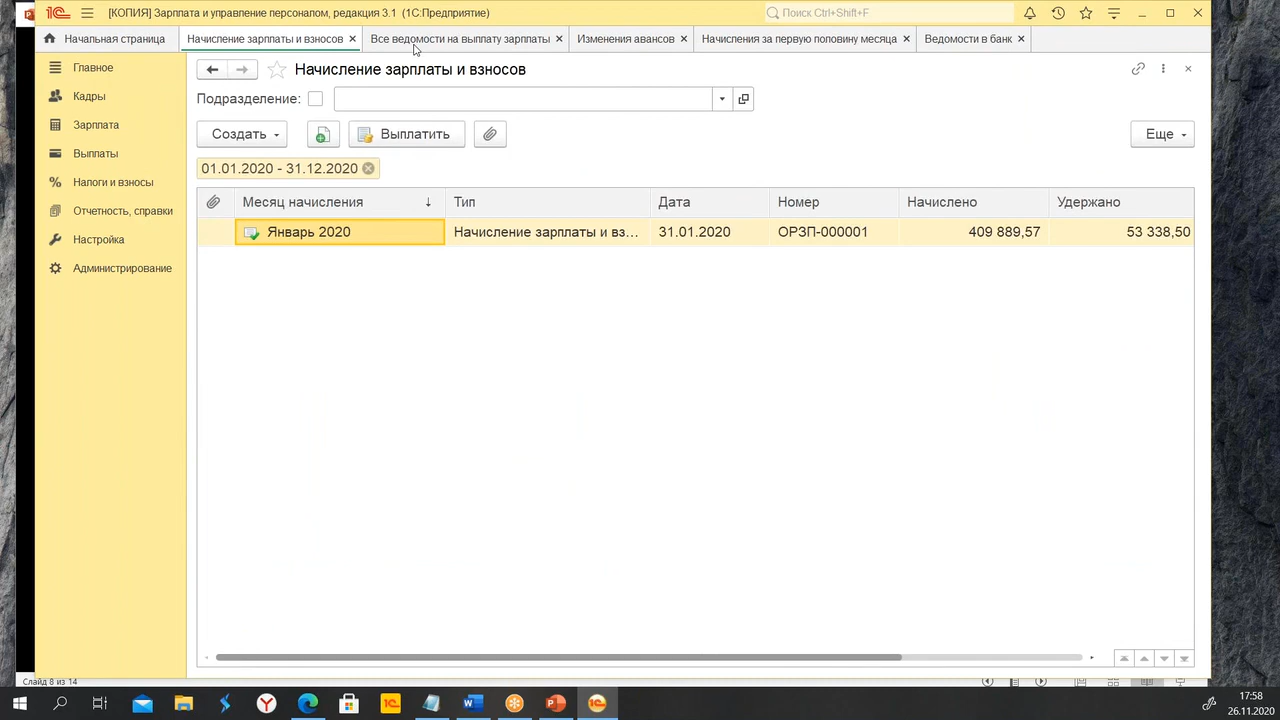 [КОПИЯ] Зарплата и управление персоналом, редакция 3.1 (1С:Предприятие)
Поиск Ctrl+Shift+F
Начальная страница
Начисление зарплаты и взносов
Все ведомости на выплату зарплаты
Изменения авансов
Начисления за первую половину месяца
Ведомости в банк
Главное
Кадры
Зарплата
Выплаты
Налоги и взносы
Отчетность, справки
Настройка
Администрирование
Начисление зарплаты и взносов
Подразделение:
Создать
Выплатить
Еще
01.01.2020 - 31.12.2020
Месяц начисления ↓ Тип Дата Номер Начислено Удержано
Январь 2020 Начисление зарплаты и вз... 31.01.2020 ОРЗП-000001 409 889,57 53 338,50
Слайд 8 из 14
17:58
26.11.2020